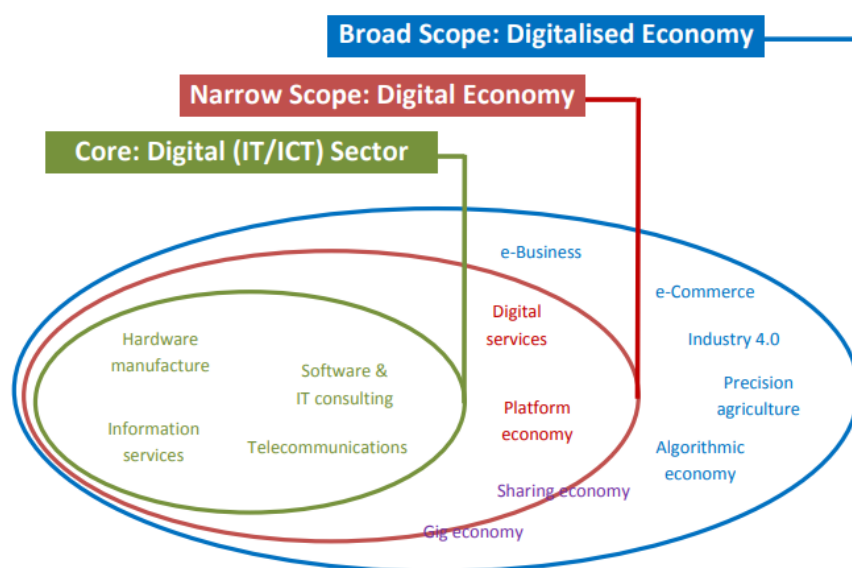 Broad Scope: Digitalised Economy
Narrow Scope: Digital Economy
Core: Digital (IT/ICT) Sector
e-Business
e-Commerce
Digital
services
Industry 4.0
Hardware
manufacture
Software &
IT consulting
Precision
agriculture
Platform
economy
Information
services
Telecommunications
Algorithmic
economy
Sharing economy
Gig economy